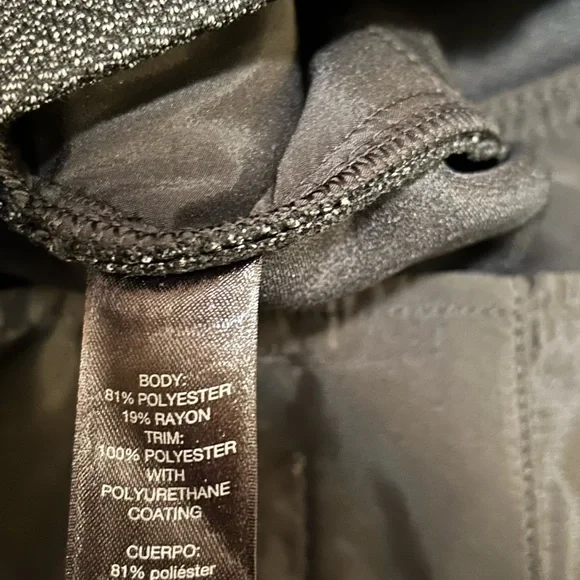 BODY:
81% POLYESTER
19% RAYON
TRIM:
100% POLYESTER
WITH
POLYURETHANE
COATING
CUERPO:
81% poliéster